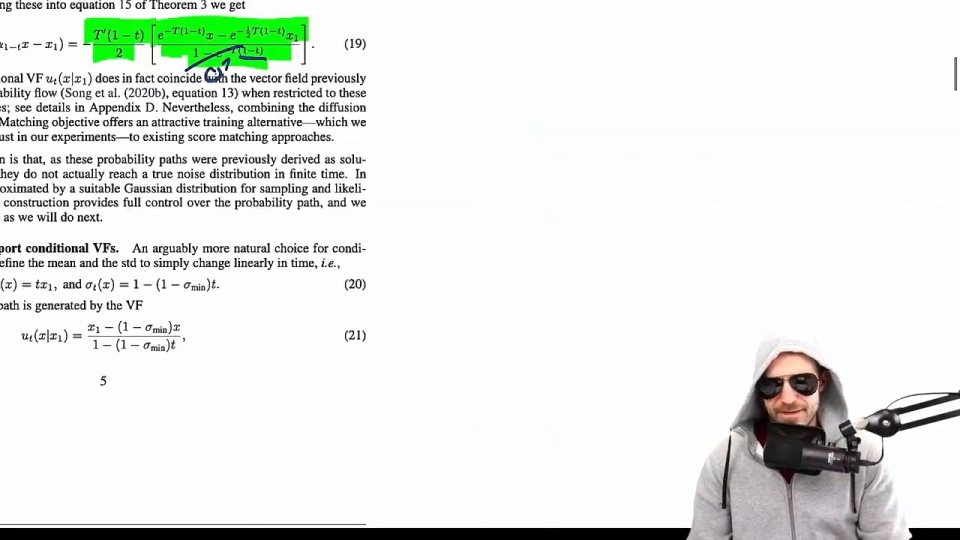 ng these into equation 15 of Theorem 3 we get
α₁₋ₜx − x₁) = − T′(1 − t) / 2 [ e^{−T(1−t)}x − e^{−½T(1−t)}x₁ / 1 − e^{−T(1−t)} ] . (19)
onal VF uₜ(x|x₁) does in fact coincide with the vector field previously
ability flow (Song et al. (2020b), equation 13) when restricted to these
s; see details in Appendix D. Nevertheless, combining the diffusion
Matching objective offers an attractive training alternative—which we
ust in our experiments—to existing score matching approaches.
n is that, as these probability paths were previously derived as solu-
hey do not actually reach a true noise distribution in finite time. In
oximated by a suitable Gaussian distribution for sampling and likeli-
construction provides full control over the probability path, and we
as we will do next.
port conditional VFs. An arguably more natural choice for condi-
efine the mean and the std to simply change linearly in time, i.e.,
(x) = tx₁, and σₜ(x) = 1 − (1 − σmin)t. (20)
path is generated by the VF
uₜ(x|x₁) = x₁ − (1 − σmin)x / 1 − (1 − σmin)t , (21)
5